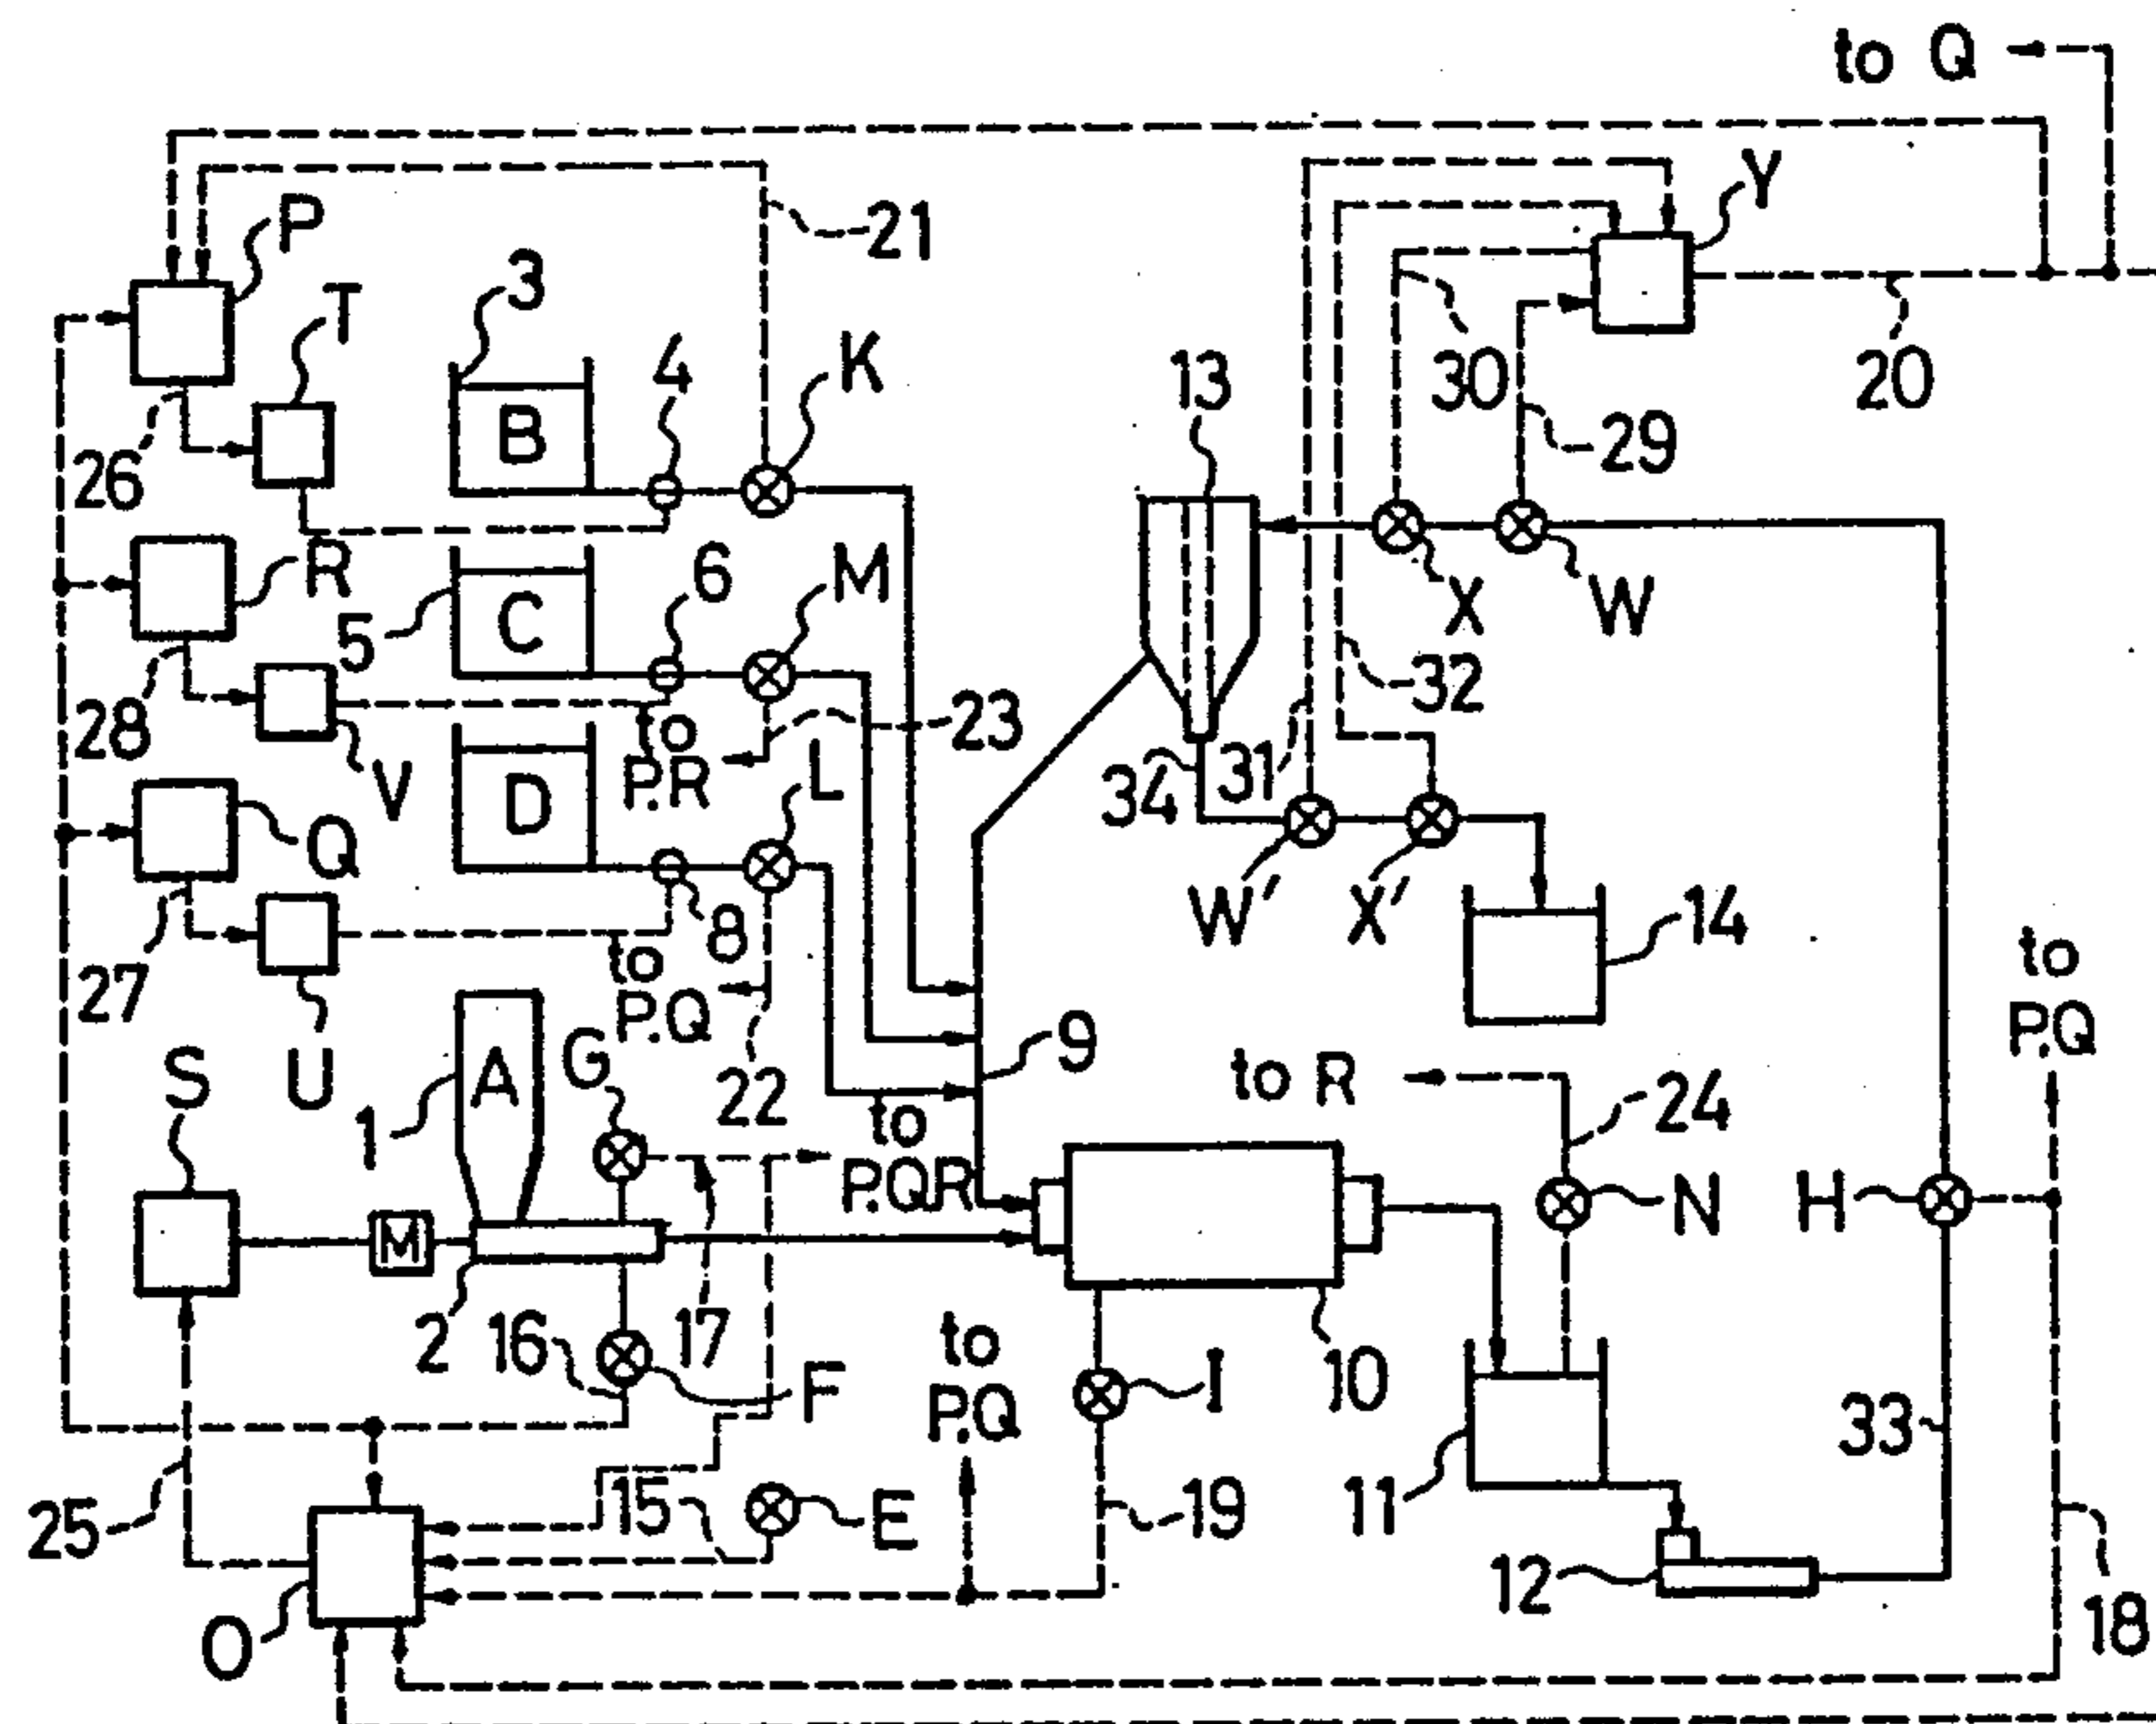 to Q
P
21
Y
3
T
4
K
13
30
20
B
29
26
R
6
M
X
W
5
C
32
28
V
to
P.R
23
L
34
31
D
Q
8
W'
X'
14
27
U
to
P.Q
22
G
9
to
P.Q
S
1
A
to R
24
to
P.Q.R
H
N
M
2
16
17
F
to
P.Q
I
10
33
25
15
E
19
11
12
18
O